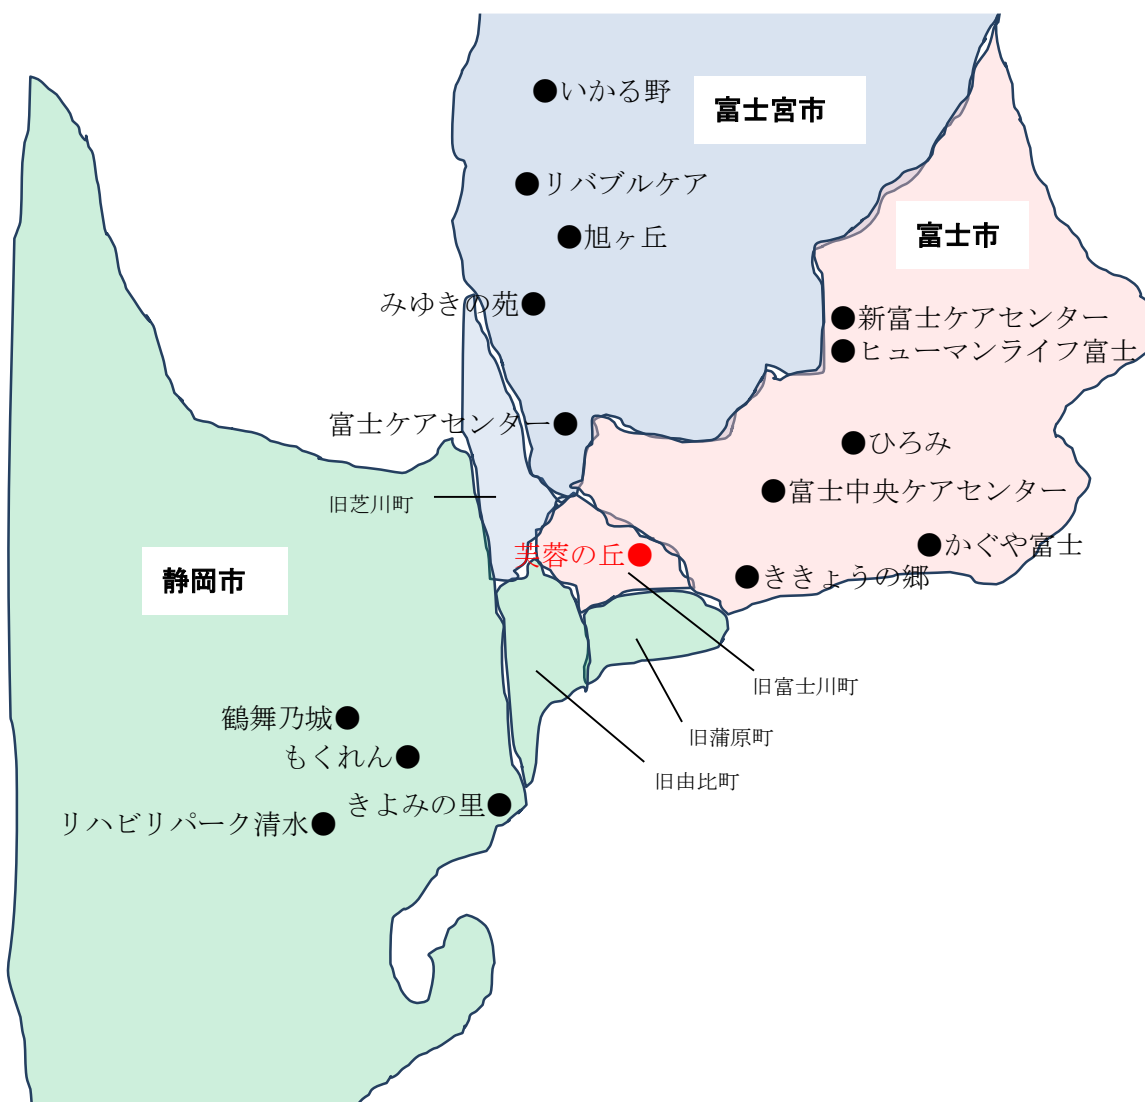 いかる野
富士宮市
リバブルケア
旭ヶ丘
富士市
みゆきの苑
新富士ケアセンター
ヒューマンライフ富士
富士ケアセンター
ひろみ
旧芝川町
富士中央ケアセンター
芙蓉の丘
かぐや富士
静岡市
ききょうの郷
旧富士川町
鶴舞乃城
旧蒲原町
もくれん
旧由比町
きよみの里
リハビリパーク清水